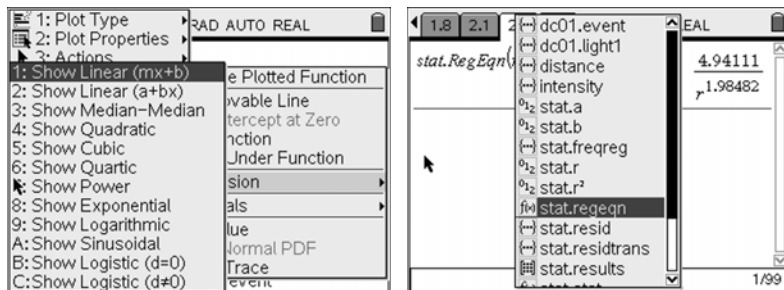 1: Plot Type
2: Plot Properties
3: Actions
RAD AUTO REAL
1: Show Linear (mx+b)
2: Show Linear (a+bx)
3: Show Median-Median
4: Show Quadratic
5: Show Cubic
6: Show Quartic
Show Power
8: Show Exponential
9: Show Logarithmic
A: Show Sinusoidal
B: Show Logistic (d=0)
C: Show Logistic (d≠0)
e Plotted Function
vable Line
tercept at Zero
nction
Under Function
sion
als
lue
Normal PDF
Trace
event
1.8 2.1 2
EAL
stat.RegEqn(
dc01.event
dc01.light1
distance
intensity
stat.a
stat.b
stat.freqreg
stat.r
stat.r²
stat.regeqn
stat.resid
stat.residtrans
stat.results
4.94111
r^1.98482
1/99